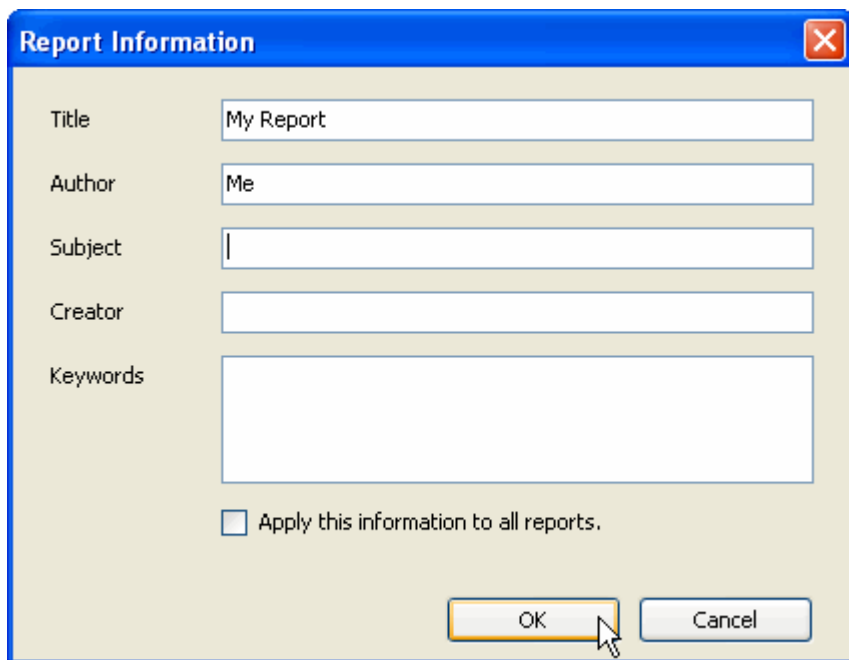 Report Information
Title My Report
Author Me
Subject
Creator
Keywords
Apply this information to all reports.
OK Cancel